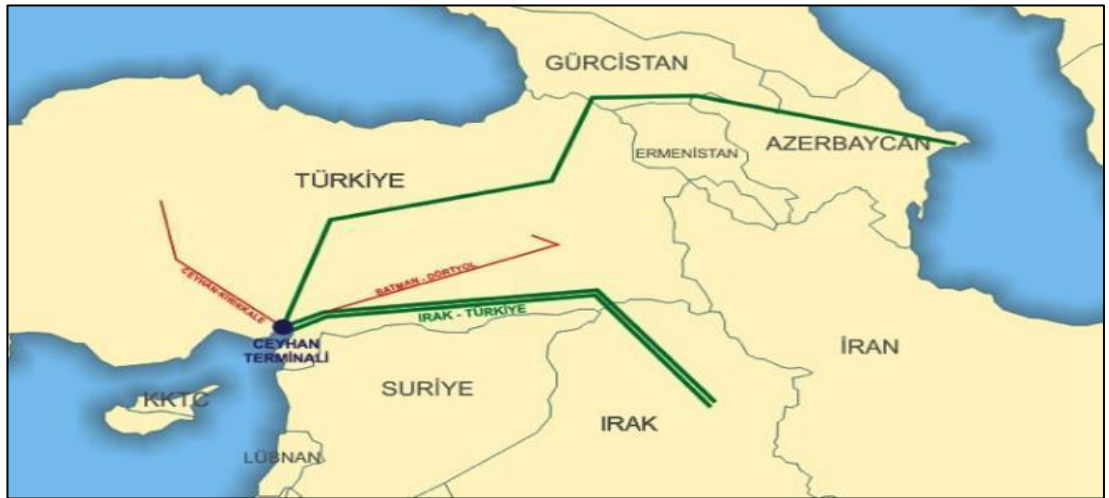 GÜRCİSTAN
AZERBAYCAN
ERMENİSTAN
TÜRKİYE
CEYHAN-KIRIKKALE
BATMAN - DÖRTYOL
IRAK - TÜRKİYE
CEYHAN
TERMİNALİ
İRAN
SURİYE
KKTC
IRAK
LÜBNAN